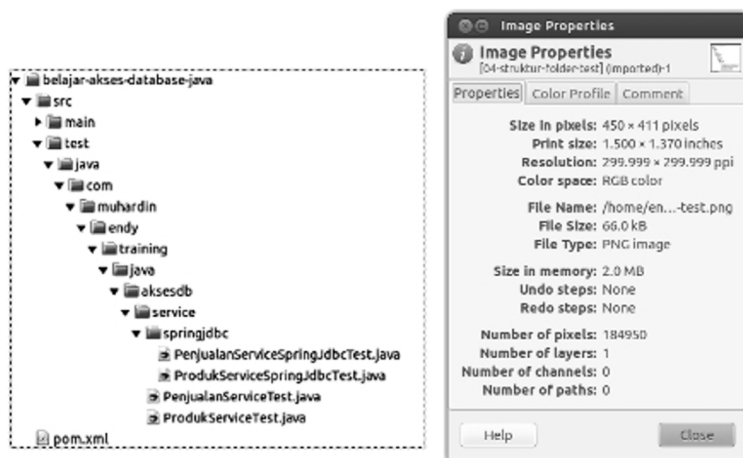 belajar-akses-database-java
src
main
test
java
com
muhardin
endy
training
java
aksesdb
service
springjdbc
PenjualanServiceSpringJdbcTest.java
ProdukServiceSpringJdbcTest.java
PenjualanServiceTest.java
ProdukServiceTest.java
pom.xml
Image Properties
Image Properties
[04-struktur-folder-test] (imported)-1
Properties Color Profile Comment
Size in pixels: 450 × 411 pixels
Print size: 1.500 × 1.370 inches
Resolution: 299.999 × 299.999 ppi
Color space: RGB color
File Name: /home/en...-test.png
File Size: 66.0 kB
File Type: PNG image
Size in memory: 2.0 MB
Undo steps: None
Redo steps: None
Number of pixels: 184950
Number of layers: 1
Number of channels: 0
Number of paths: 0
Help Close